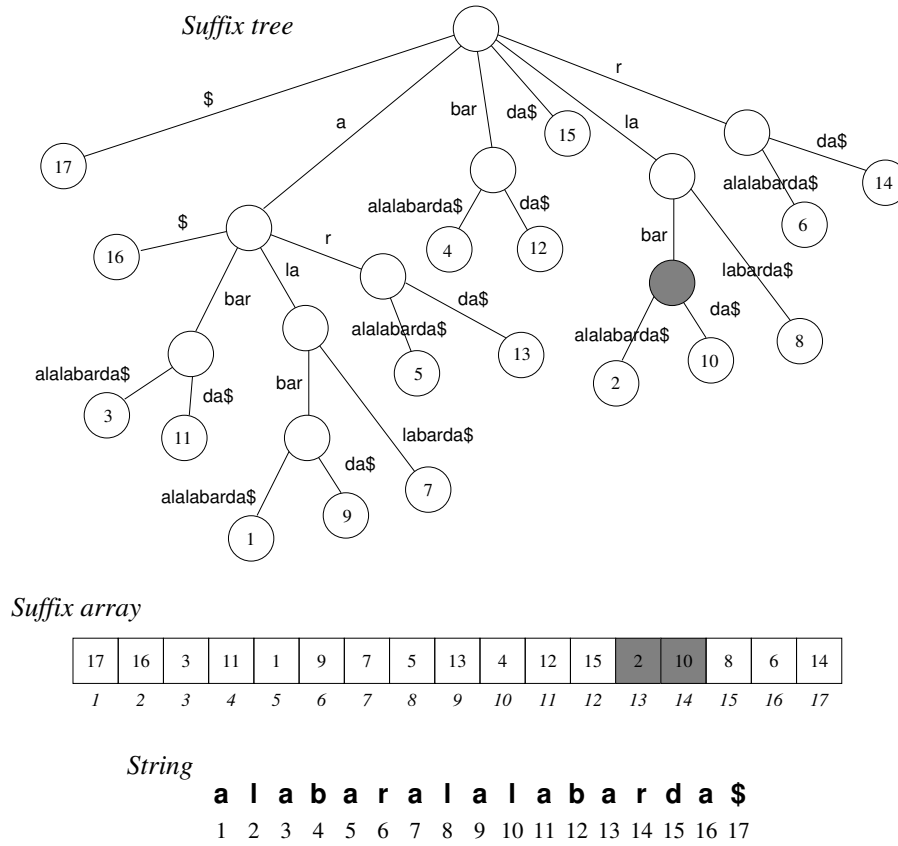 Suffix tree
r
$
bar
da$
a
la
15
da$
17
alalabarda$
14
alalabarda$
da$
$
6
r
4
12
bar
16
la
labarda$
bar
da$
da$
alalabarda$
alalabarda$
8
13
10
5
alalabarda$
bar
2
da$
3
11
labarda$
da$
alalabarda$
7
9
1
Suffix array
17 16 3 11 1 9 7 5 13 4 12 15 2 10 8 6 14
1 2 3 4 5 6 7 8 9 10 11 12 13 14 15 16 17
String
a l a b a r a l a l a b a r d a $
1 2 3 4 5 6 7 8 9 10 11 12 13 14 15 16 17